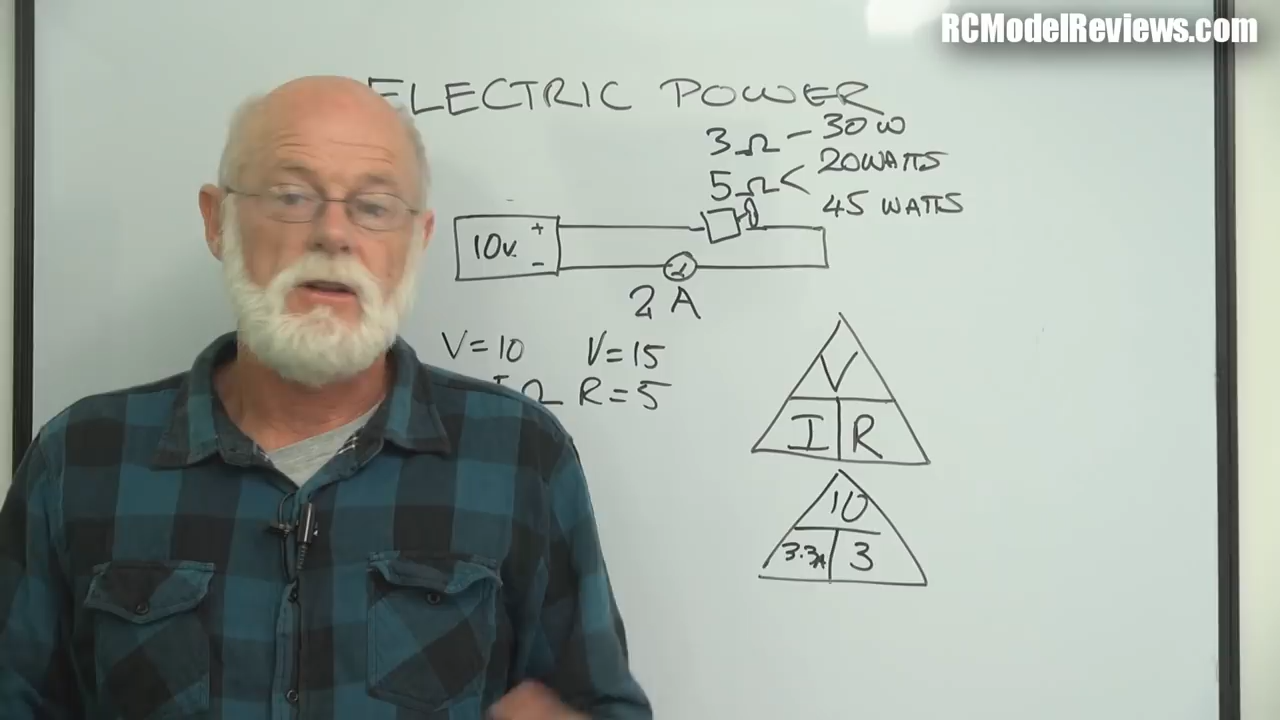 RCModelReviews.com
ELECTRIC POWER
3Ω – 30W
5Ω < 20WATTS
45 WATTS
10v. + -
2 A
V=10 V=15
Ω R=5
V
I R
10
3.3A 3